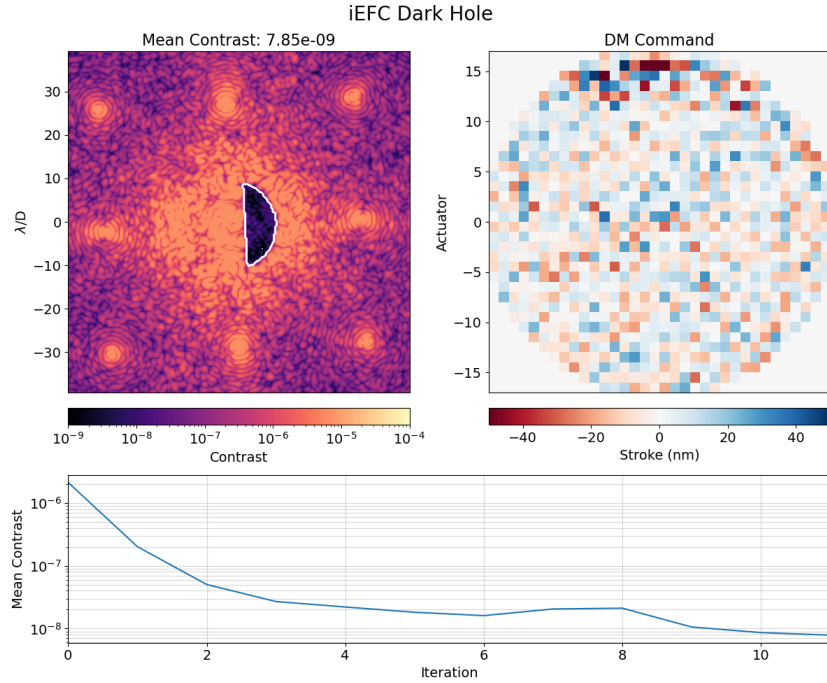 iEFC Dark Hole
Mean Contrast: 7.85e-09
DM Command
λ/D
30
20
10
0
−10
−20
−30
10⁻⁹ 10⁻⁸ 10⁻⁷ 10⁻⁶ 10⁻⁵ 10⁻⁴
Contrast
Actuator
15
10
5
0
−5
−10
−15
−40 −20 0 20 40
Stroke (nm)
Mean Contrast
10⁻⁶
10⁻⁷
10⁻⁸
0 2 4 6 8 10
Iteration